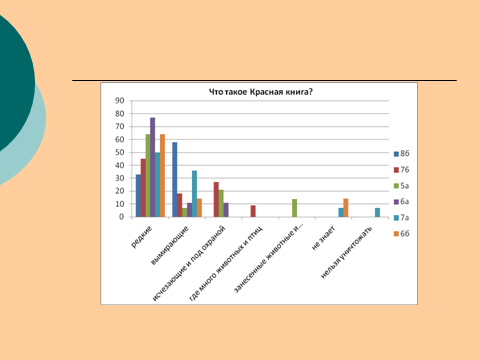 Что такое Красная книга?
90
80
70
60
50
40
30
20
10
0
редкие
вымирающие
исчезающие и под охраной
где много животных и птиц
занесенные животные и...
не знает
нельзя уничтожать
8б
7б
5а
6а
7а
6б